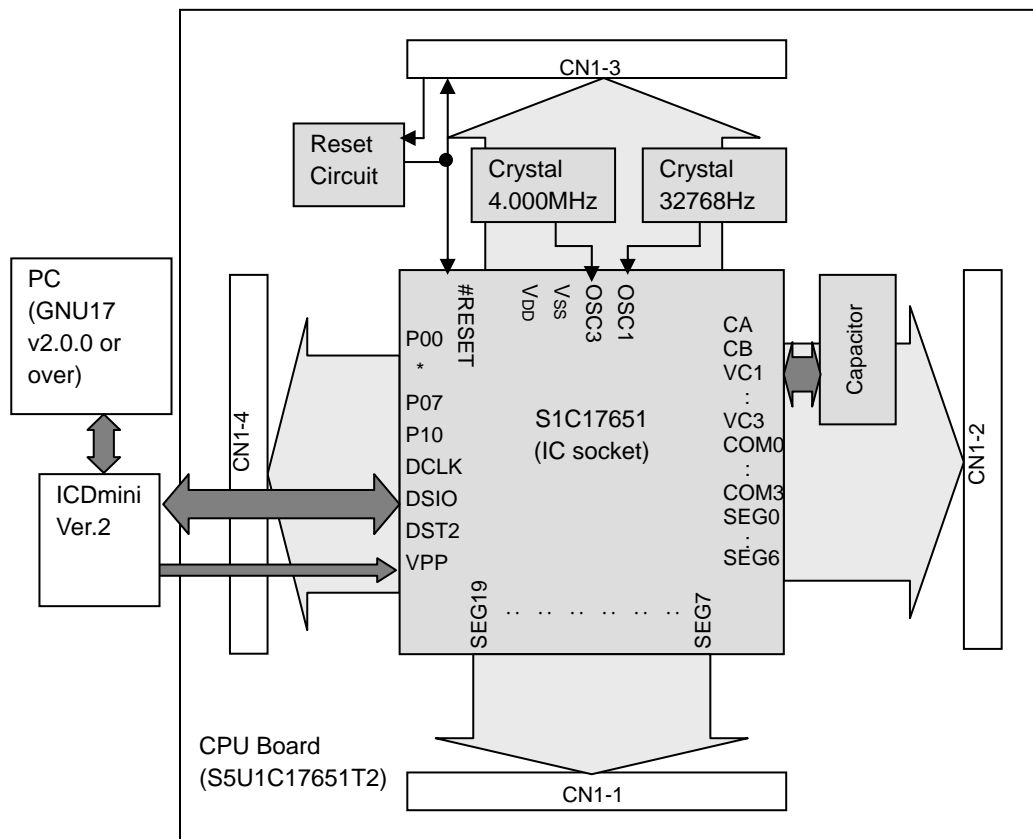 CN1-3
Reset
Circuit
Crystal
4.000MHz
Crystal
32768Hz
PC
(GNU17
v2.0.0 or
over)
ICDmini
Ver.2
CN1-4
#RESET
VDD
VSS
OSC3
OSC1
P00
*
P07
P10
DCLK
DSIO
DST2
VPP
S1C17651
(IC socket)
CA
CB
VC1
:
VC3
COM0
:
COM3
SEG0
:
SEG6
Capacitor
CN1-2
SEG19
: : : : : :
SEG7
CPU Board
(S5U1C17651T2)
CN1-1